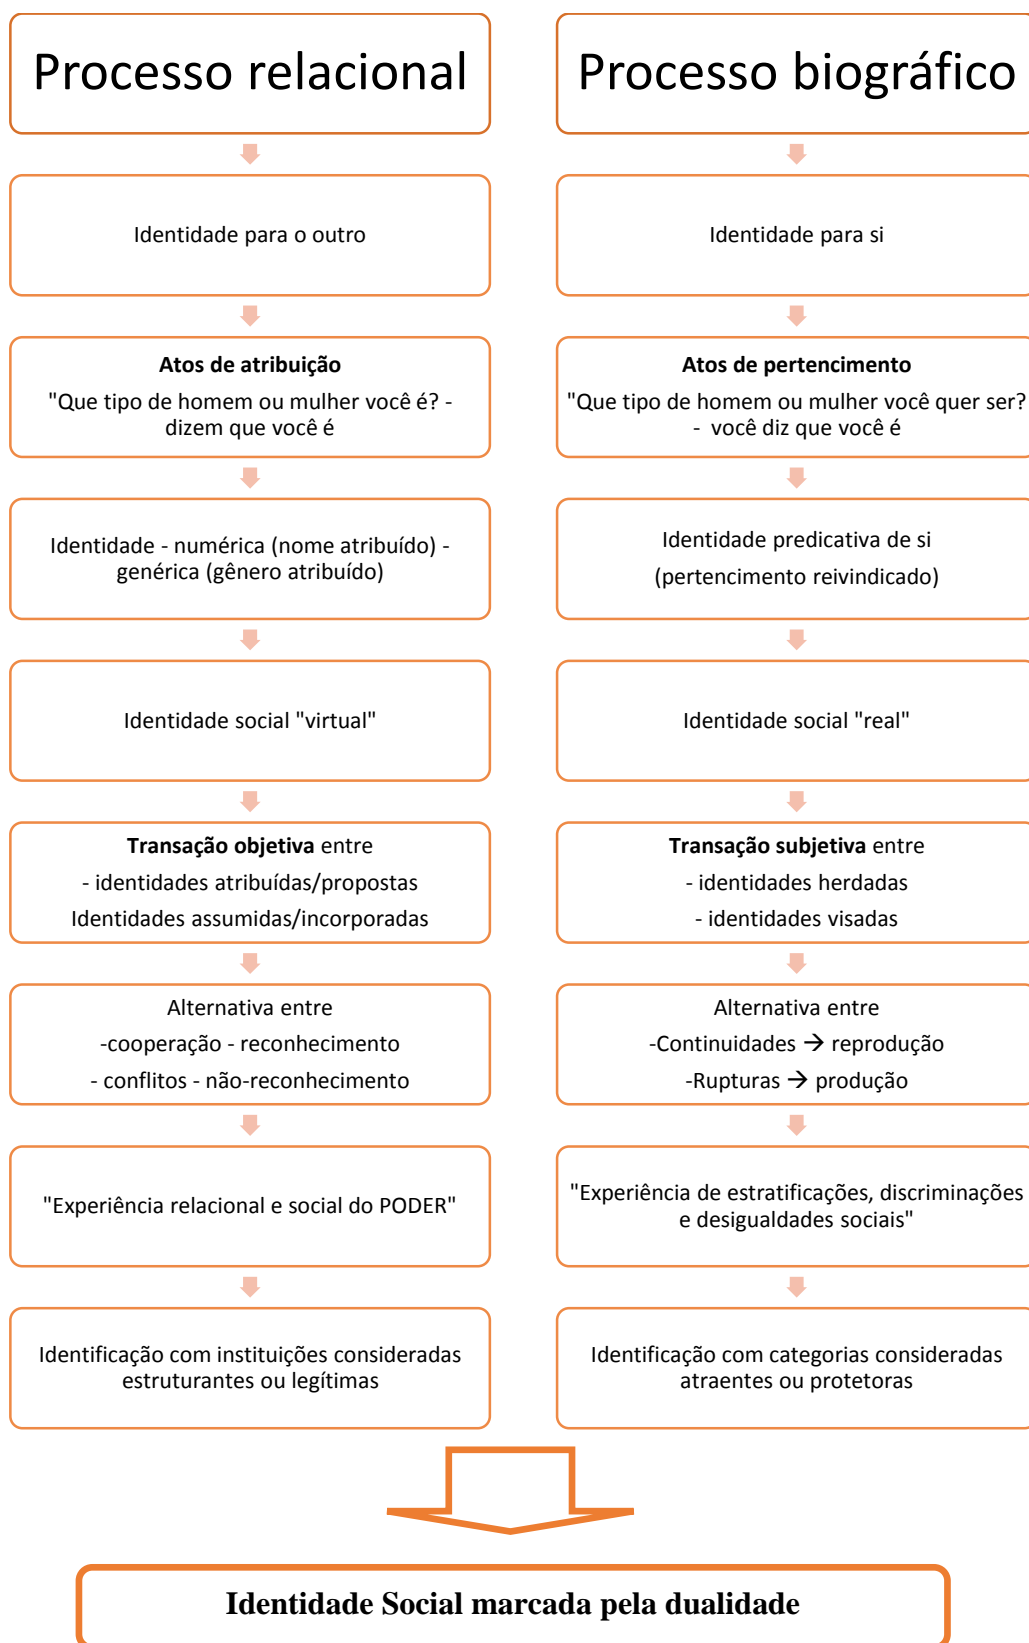 Processo relacional
Identidade para o outro
Atos de atribuição
"Que tipo de homem ou mulher você é? -
dizem que você é
Identidade - numérica (nome atribuído) -
genérica (gênero atribuído)
Identidade social "virtual"
Transação objetiva entre
- identidades atribuídas/propostas
Identidades assumidas/incorporadas
Alternativa entre
-cooperação - reconhecimento
- conflitos - não-reconhecimento
"Experiência relacional e social do PODER"
Identificação com instituições consideradas
estruturantes ou legítimas
Processo biográfico
Identidade para si
Atos de pertencimento
"Que tipo de homem ou mulher você quer ser?
- você diz que você é
Identidade predicativa de si
(pertencimento reivindicado)
Identidade social "real"
Transação subjetiva entre
- identidades herdadas
- identidades visadas
Alternativa entre
-Continuidades → reprodução
-Rupturas → produção
"Experiência de estratificações, discriminações
e desigualdades sociais"
Identificação com categorias consideradas
atraentes ou protetoras
Identidade Social marcada pela dualidade